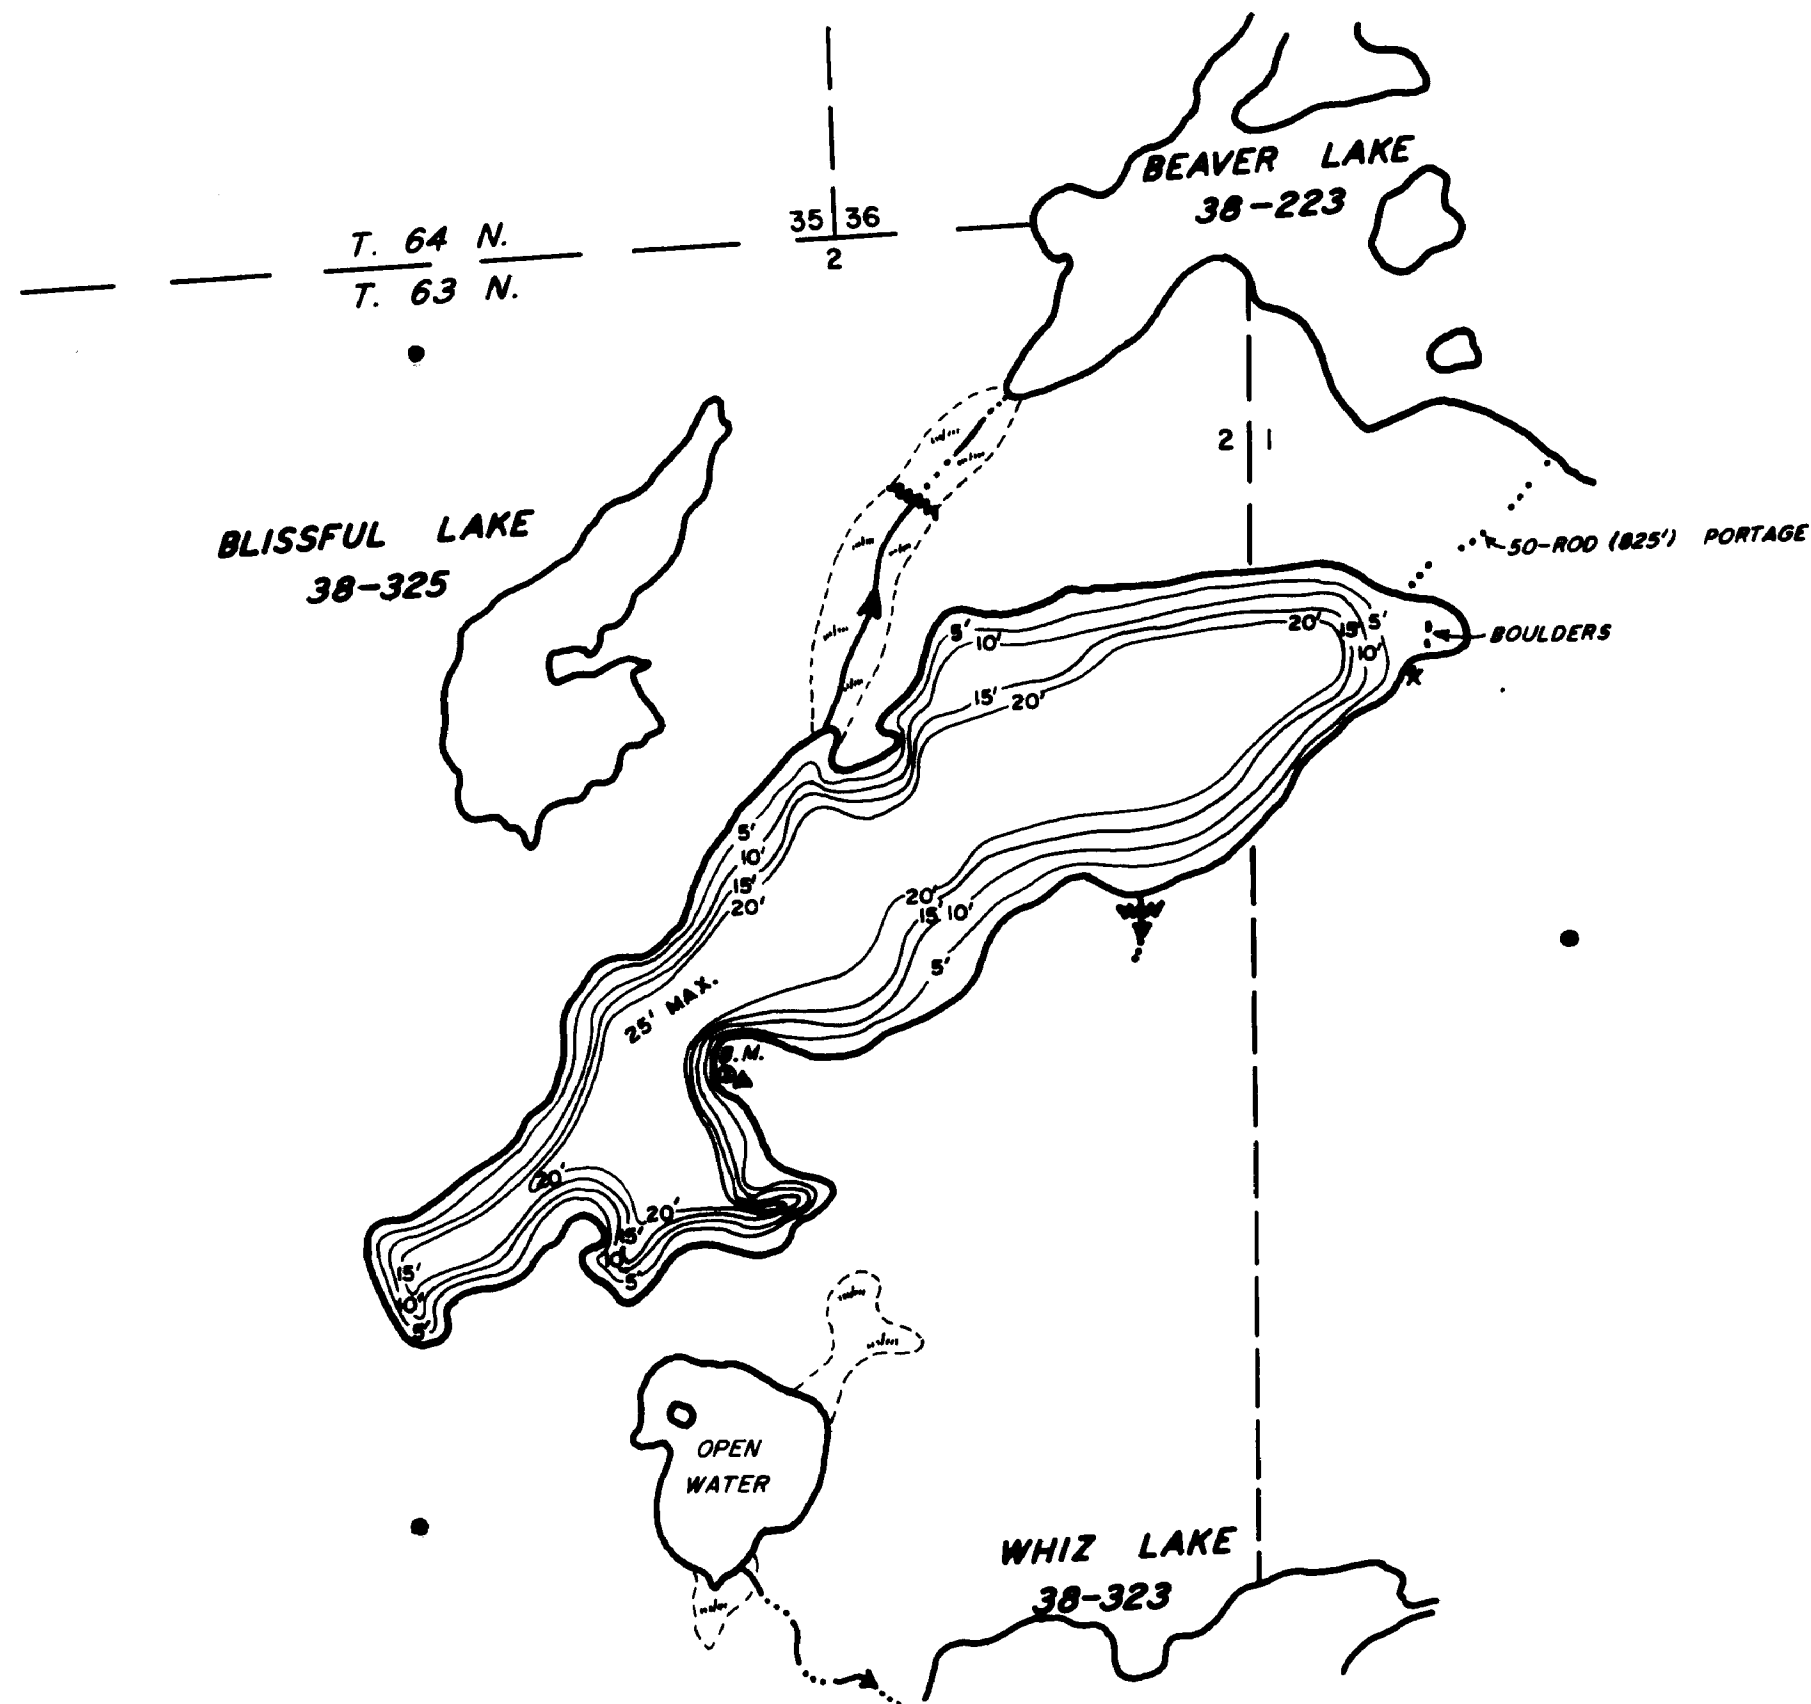 BEAVER LAKE
38-223
35 36
2
T. 64 N.
T. 63 N.
2 1
BLISSFUL LAKE
38-325
50-ROD (825') PORTAGE
BOULDERS
5'
10'
20'
15'
5'
10'
15'
20'
5'
10'
15'
20'
20'
15'
10'
5'
25' MAX.
B.M.
20'
20'
15'
10'
5'
15'
10'
5'
OPEN
WATER
WHIZ LAKE
38-323